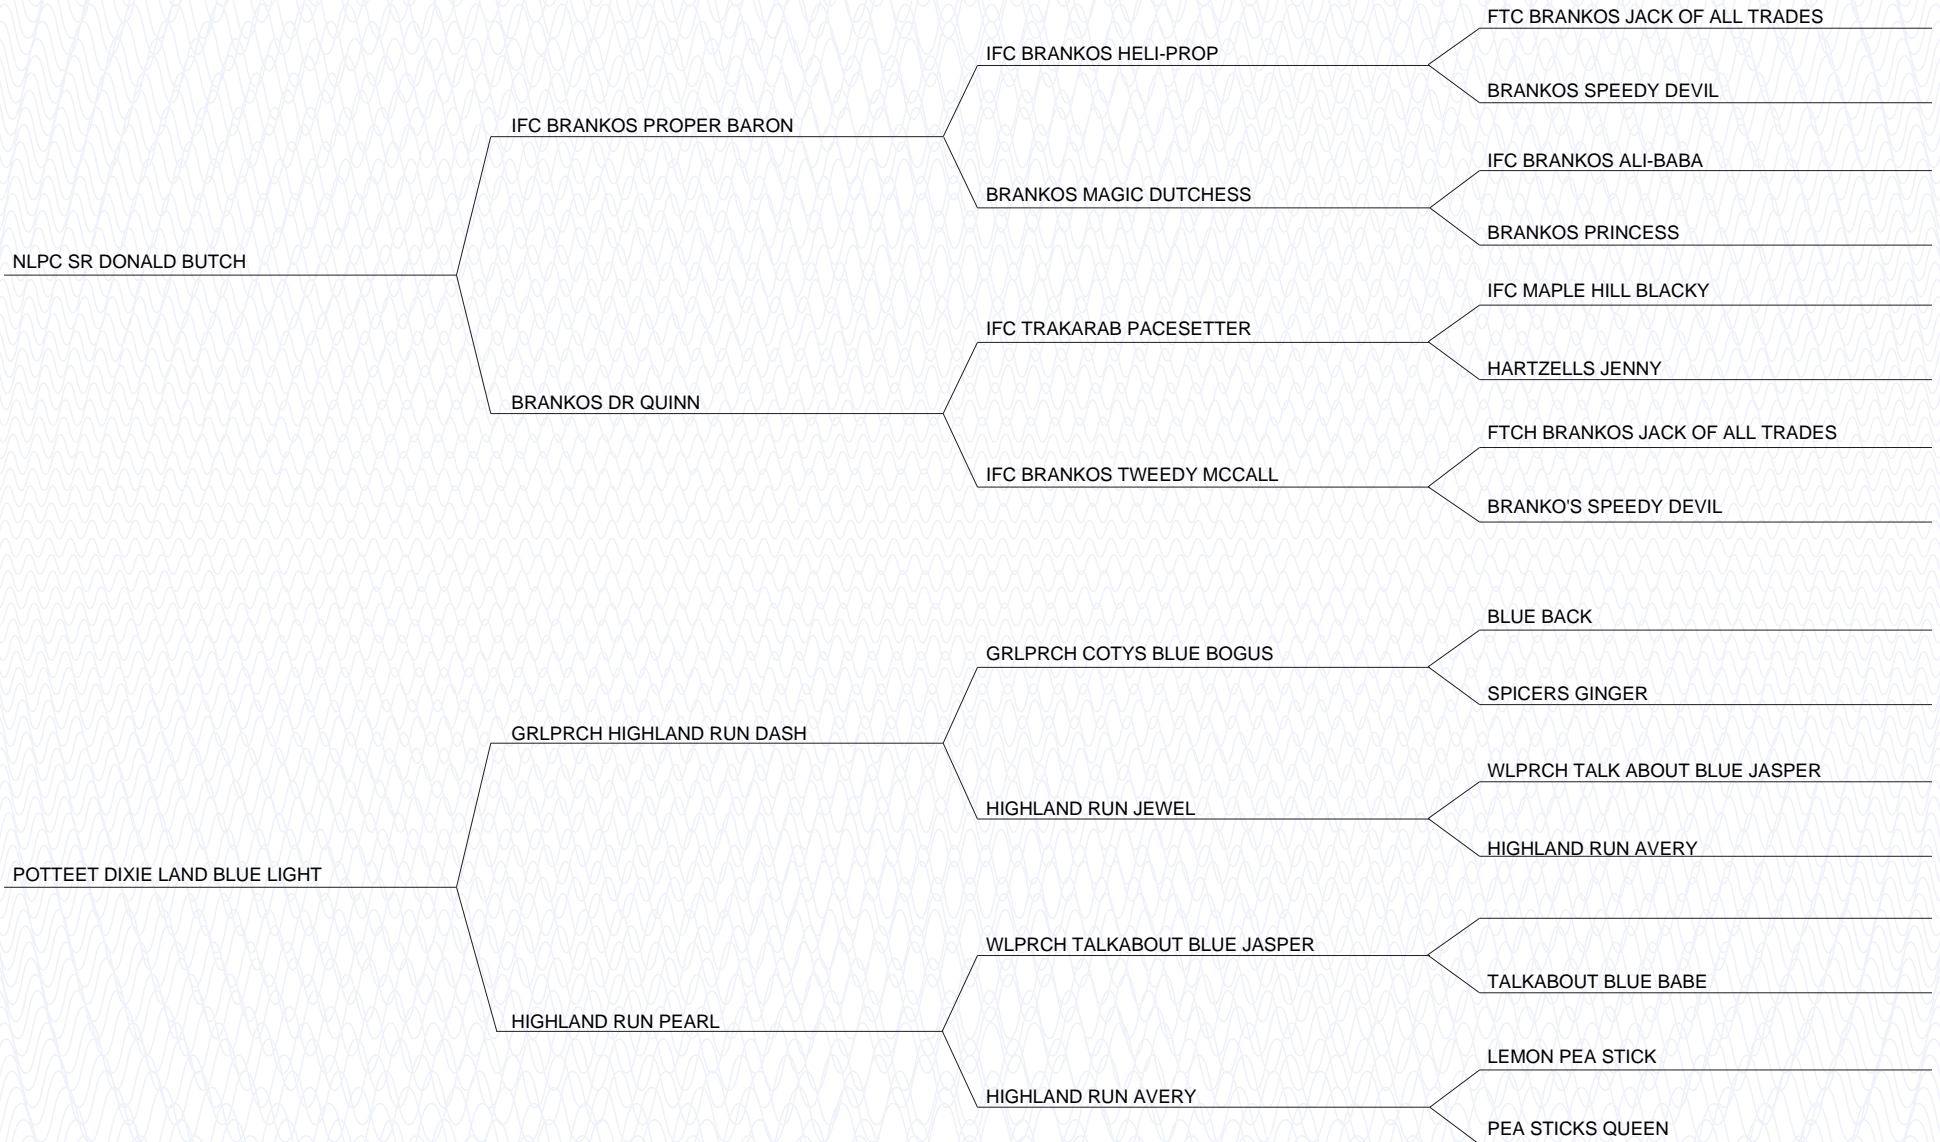 FTC BRANKOS JACK OF ALL TRADES
IFC BRANKOS HELI-PROP
BRANKOS SPEEDY DEVIL
IFC BRANKOS PROPER BARON
IFC BRANKOS ALI-BABA
BRANKOS MAGIC DUTCHESS
BRANKOS PRINCESS
NLPC SR DONALD BUTCH
IFC MAPLE HILL BLACKY
IFC TRAKARAB PACESETTER
HARTZELLS JENNY
BRANKOS DR QUINN
FTCH BRANKOS JACK OF ALL TRADES
IFC BRANKOS TWEEDY MCCALL
BRANKO'S SPEEDY DEVIL
BLUE BACK
GRLPRCH COTYS BLUE BOGUS
SPICERS GINGER
GRLPRCH HIGHLAND RUN DASH
WLPRCH TALK ABOUT BLUE JASPER
HIGHLAND RUN JEWEL
HIGHLAND RUN AVERY
POTTEET DIXIE LAND BLUE LIGHT
WLPRCH TALKABOUT BLUE JASPER
TALKABOUT BLUE BABE
HIGHLAND RUN PEARL
LEMON PEA STICK
HIGHLAND RUN AVERY
PEA STICKS QUEEN